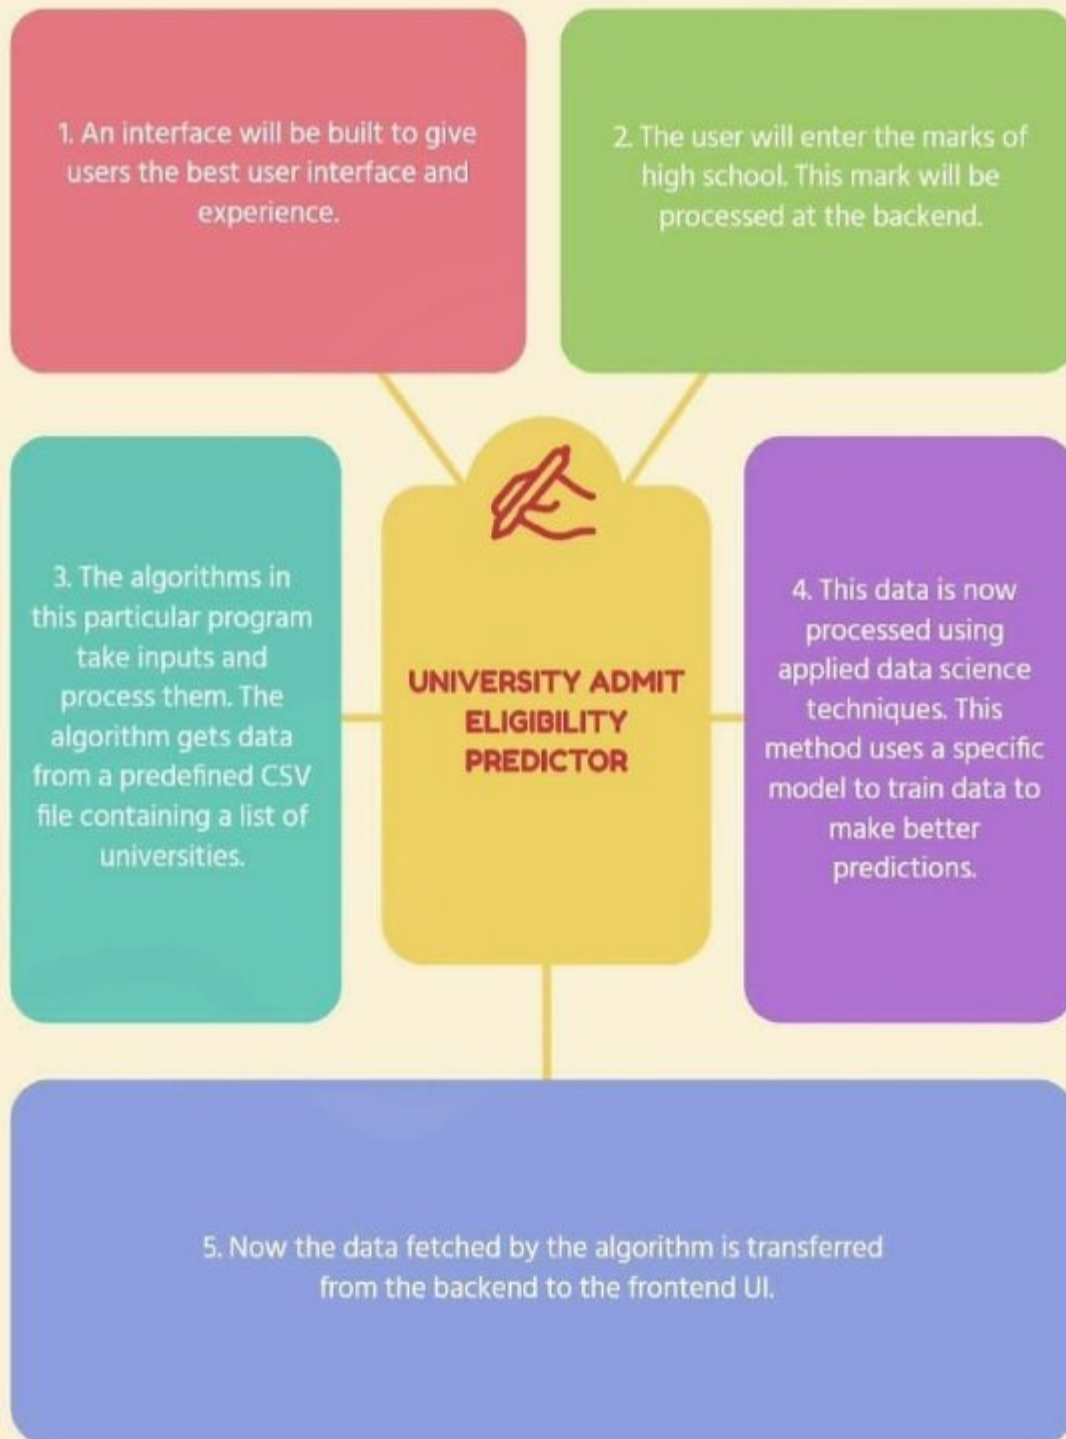 1. An interface will be built to give
users the best user interface and
experience.
2. The user will enter the marks of
high school. This mark will be
processed at the backend.
3. The algorithms in
this particular program
take inputs and
process them. The
algorithm gets data
from a predefined CSV
file containing a list of
universities.
UNIVERSITY ADMIT
ELIGIBILITY
PREDICTOR
4. This data is now
processed using
applied data science
techniques. This
method uses a specific
model to train data to
make better
predictions.
5. Now the data fetched by the algorithm is transferred
from the backend to the frontend UI.